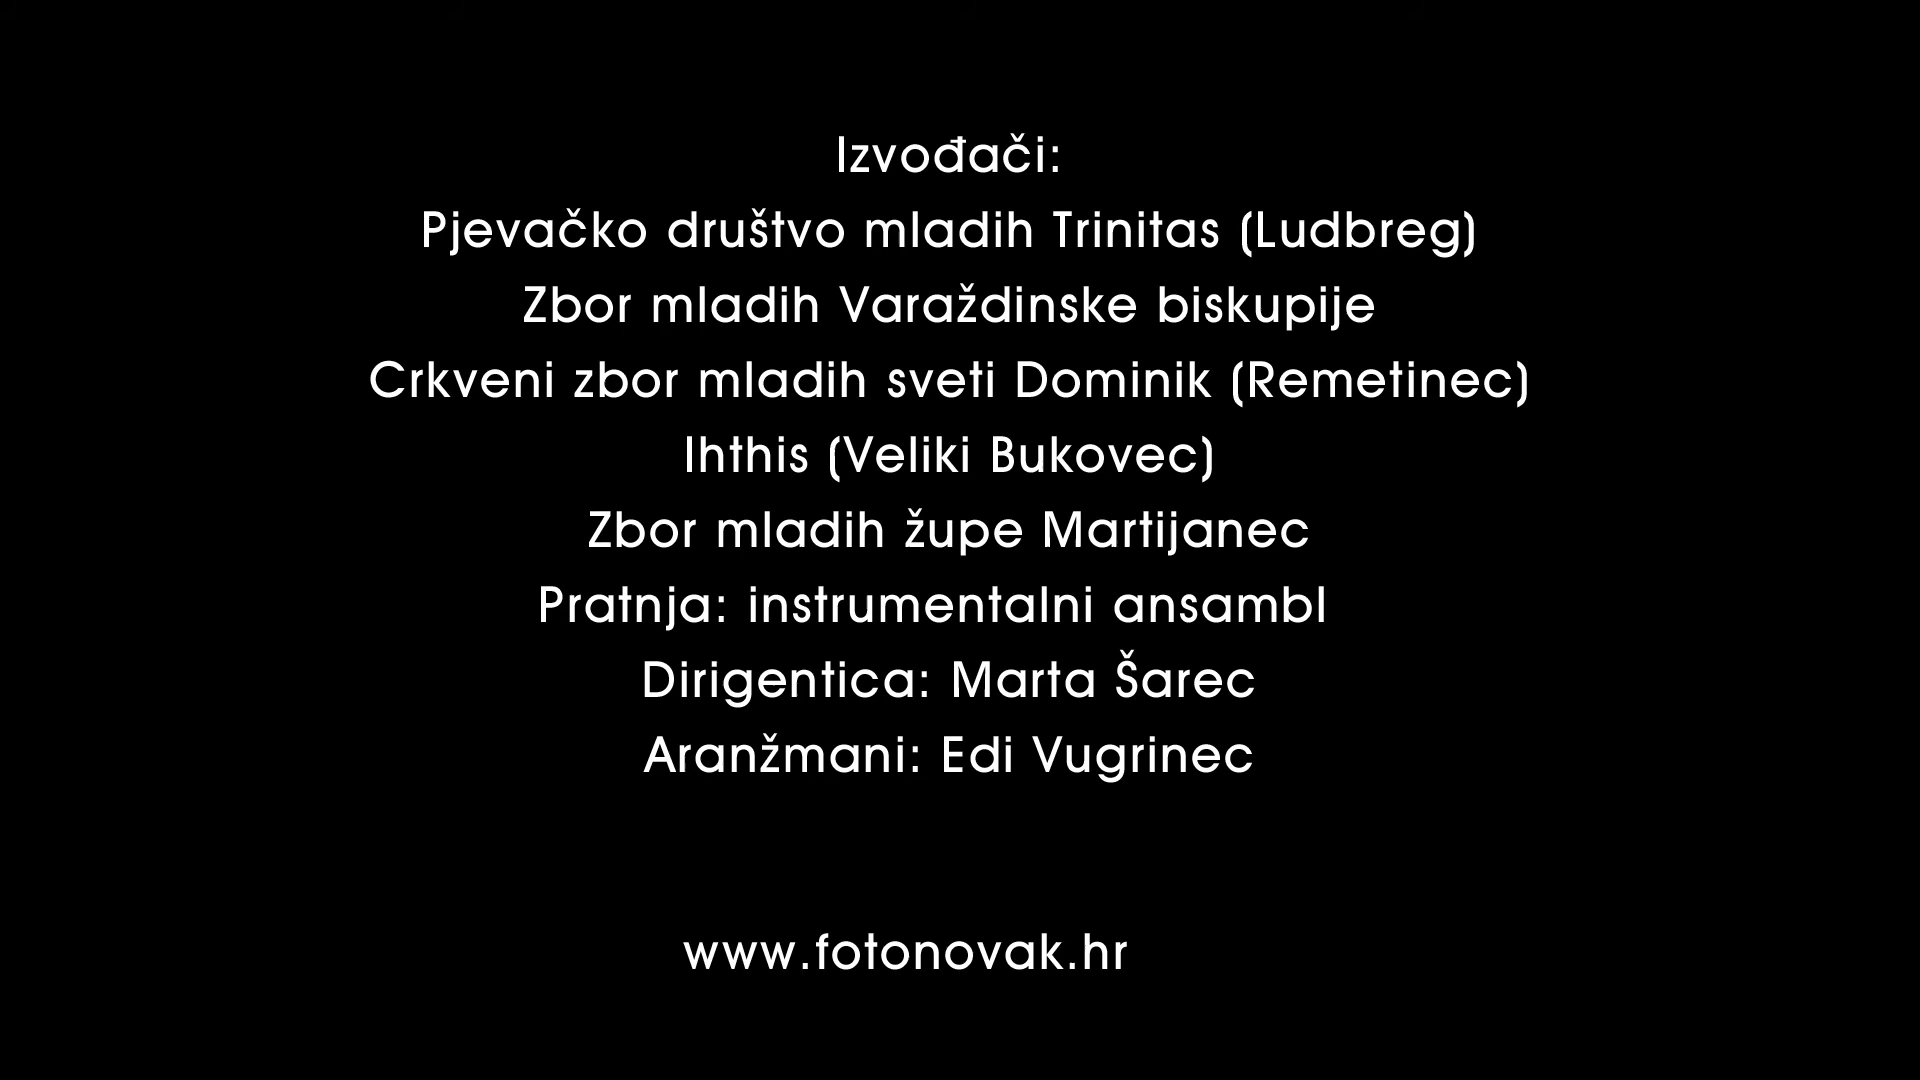 Izvođači:
Pjevačko društvo mladih Trinitas (Ludbreg)
Zbor mladih Varaždinske biskupije
Crkveni zbor mladih sveti Dominik (Remetinec)
Ihthis (Veliki Bukovec)
Zbor mladih župe Martijanec
Pratnja: instrumentalni ansambl
Dirigentica: Marta Šarec
Aranžmani: Edi Vugrinec
www.fotonovak.hr